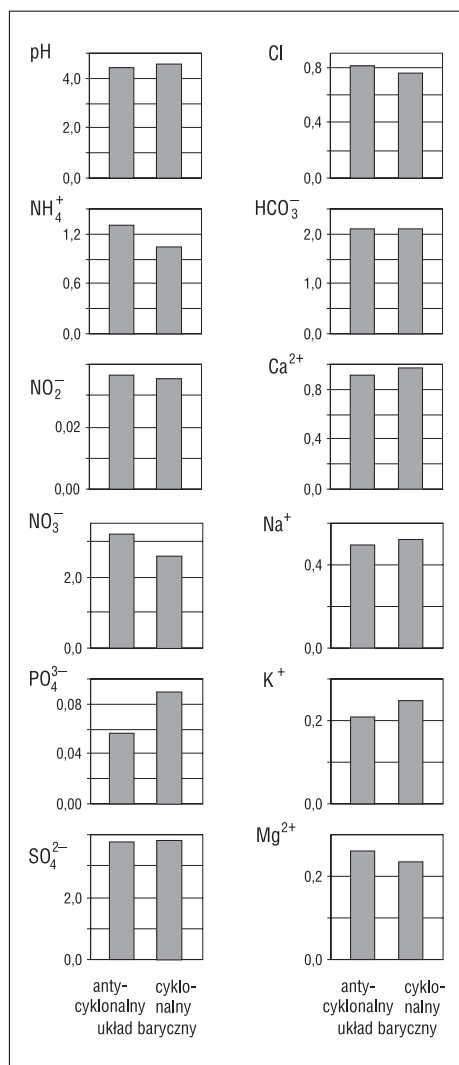 pH
4,0
2,0
0,0
Cl
0,8
0,4
0,0
NH₄⁺
1,2
0,6
0,0
HCO₃⁻
2,0
1,0
0,0
NO₂⁻
0,02
0,00
Ca²⁺
0,8
0,4
0,0
NO₃⁻
2,0
0,0
Na⁺
0,4
0,0
PO₄³⁻
0,08
0,04
0,00
K⁺
0,2
0,0
SO₄²⁻
2,0
0,0
Mg²⁺
0,2
0,0
anty- cyklo-
cyklonalny nalny
układ baryczny
anty- cyklo-
cyklonalny nalny
układ baryczny